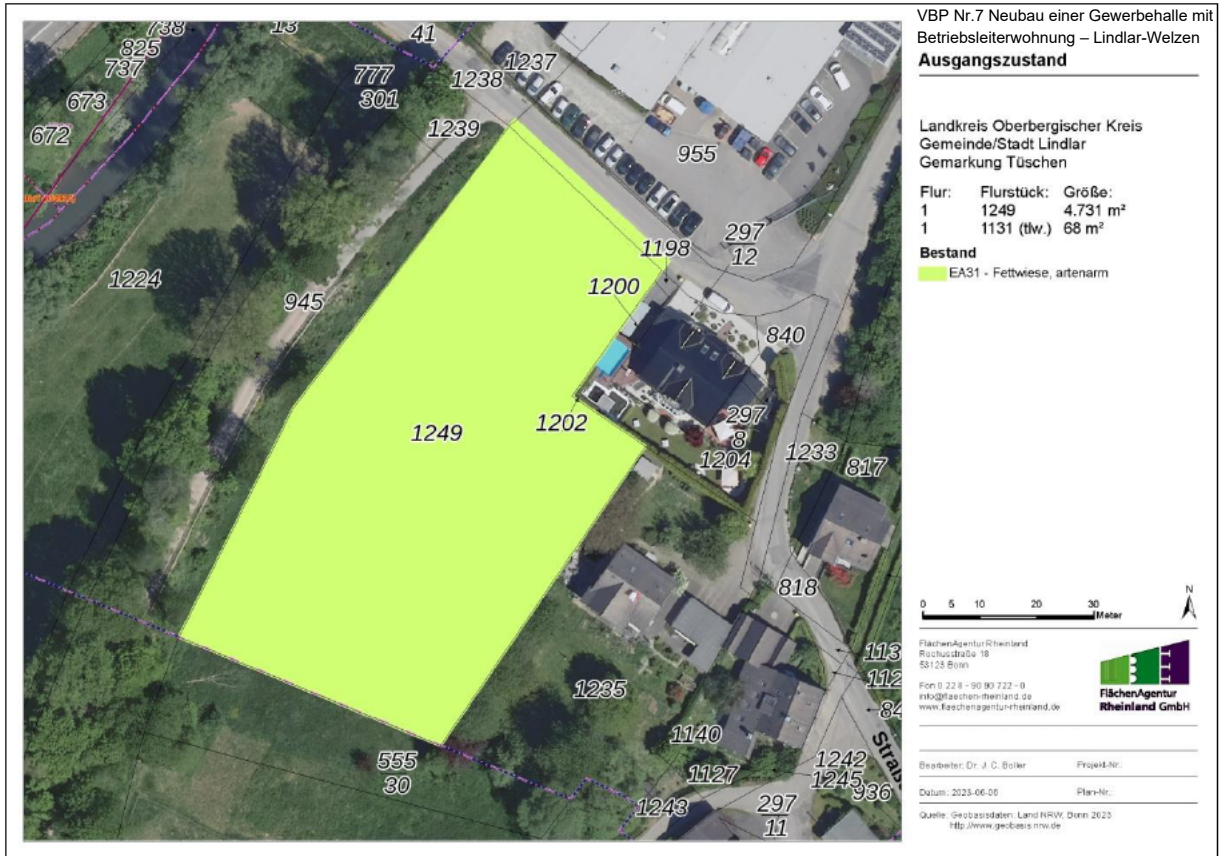 VBP Nr.7 Neubau einer Gewerbehalle mit
Betriebsleiterwohnung – Lindlar-Welzen
Ausgangszustand
Landkreis Oberbergischer Kreis
Gemeinde/Stadt Lindlar
Gemarkung Tüschen
Flur: Flurstück: Größe:
1 1249 4.731 m²
1 1131 (tlw.) 68 m²
Bestand
EA31 - Fettwiese, artenarm
738
825
737
673
672
13
41
777
301
1238
1237
1239
955
1224
945
1198
297
12
1200
840
1249
1202
297
8
1204
1233
817
818
113
112
84
1235
1140
1127
1242
1245
936
1243
297
11
555
30
Straß
0 5 10 20 30
Meter
N
FlächenAgentur Rheinland
Rochusstraße 18
53123 Bonn
Fon 0 22 8 - 90 90 722 - 0
info@flaechen-rheinland.de
www.flaechenagentur-rheinland.de
FlächenAgentur
Rheinland GmbH
Bearbeiter: Dr. J. C. Boller Projekt-Nr.:
Datum: 2023-06-06 Plan-Nr.:
Quelle: Geobasisdaten: Land NRW, Bonn 2023
http://www.geobasis.nrw.de